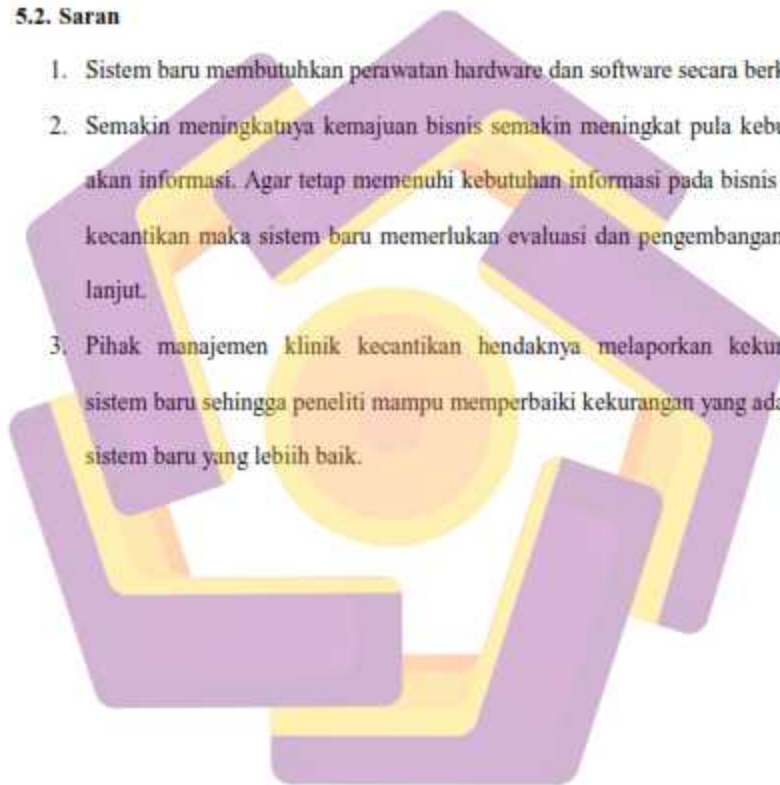 5.2. Saran
1. Sistem baru membutuhkan perawatan hardware dan software secara
2. Semakin meningkatnya kemajuan bisnis semakin meningkat pula
akan informasi. Agar tetap memenuhi kebutuhan informasi pada bisnis
kecantikan maka sistem baru memerlukan evaluasi dan pengembangan
lanjut.
3. Pihak manajemen klinik kecantikan hendaknya melaporkan
sistem baru sehingga peneliti mampu memperbaiki kekurangan yang ada
sistem baru yang lebiih baik.